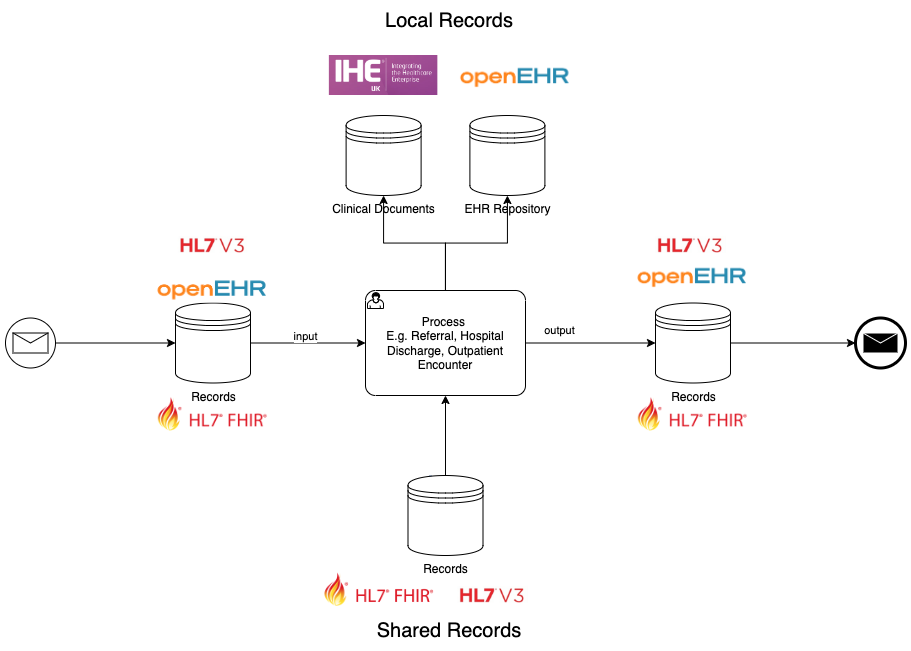 Local Records
IHE UK Integrating the Healthcare Enterprise
openEHR
Clinical Documents
EHR Repository
HL7 V3
openEHR
HL7 V3
openEHR
Process
E.g. Referral, Hospital
Discharge, Outpatient
Encounter
input
output
Records
HL7 FHIR
Records
HL7 FHIR
Records
HL7 FHIR
HL7 V3
Shared Records